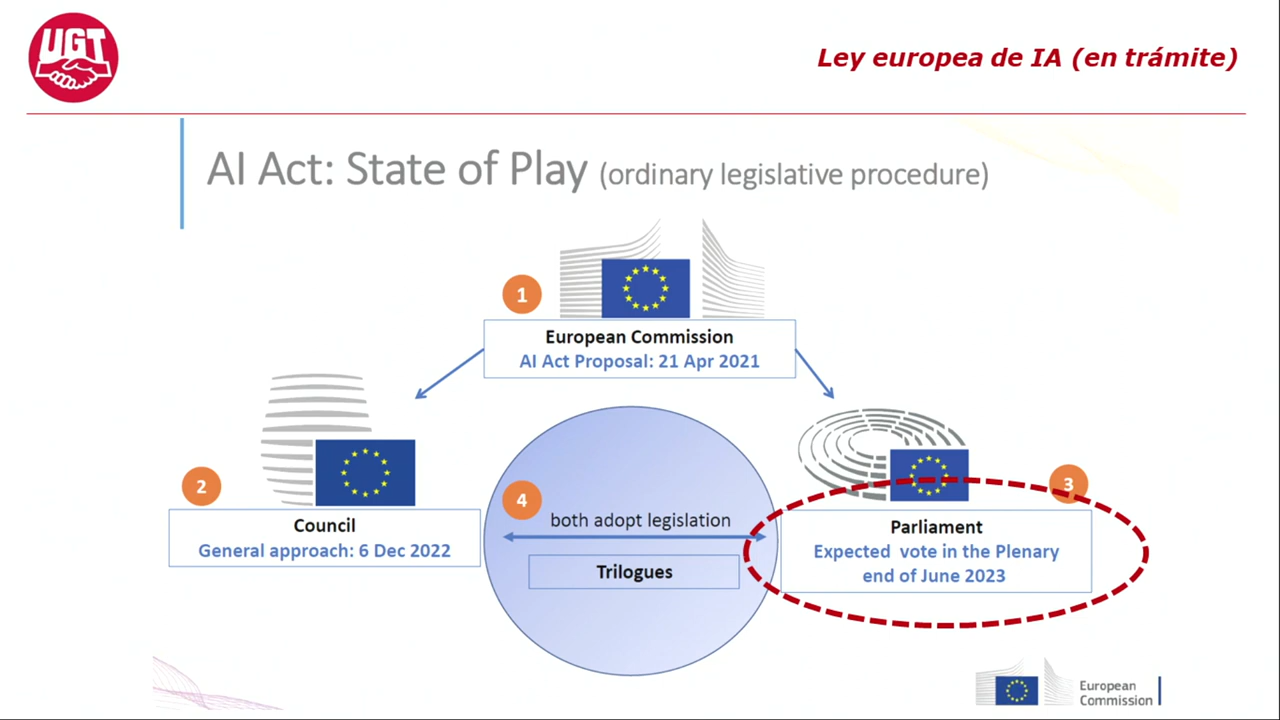 UGT
Ley europea de IA (en trámite)
AI Act: State of Play (ordinary legislative procedure)
1
European Commission
AI Act Proposal: 21 Apr 2021
2
Council
General approach: 6 Dec 2022
4
both adopt legislation
Trilogues
3
Parliament
Expected vote in the Plenary
end of June 2023
European
Commission